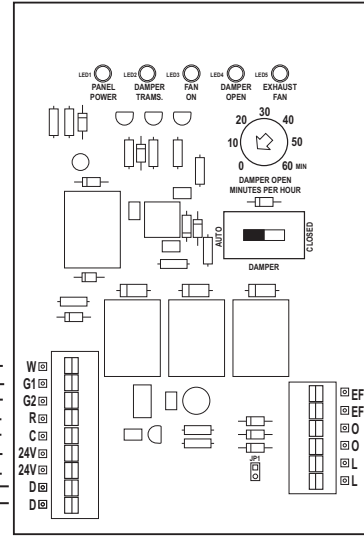 LED1 LED2 LED3 LED4 LED5
PANEL POWER
DAMPER TRAMS.
FAN ON
DAMPER OPEN
EXHAUST FAN
0 10 20 30 40 50 60 MIN
DAMPER OPEN
MINUTES PER HOUR
AUTO
CLOSED
DAMPER
W
G1
G2
R
C
24V
24V
D
D
JP1
EF
EF
O
O
L
L